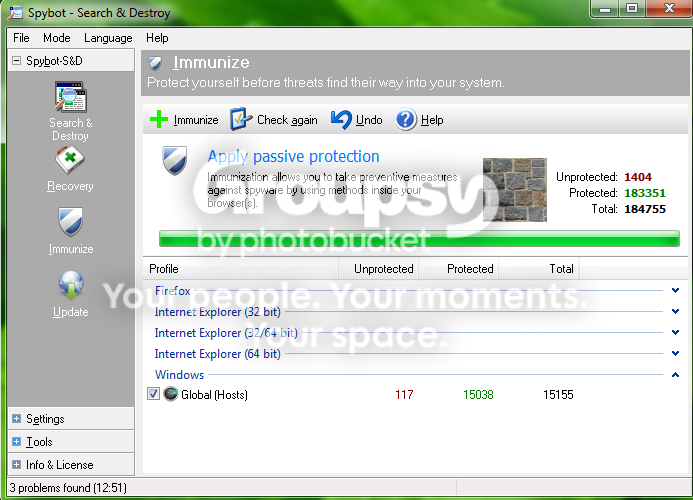 Spybot - Search & Destroy
File Mode Language Help
Spybot-S&D
Search &
Destroy
Recovery
Immunize
Update
Settings
Tools
Info & License
Immunize
Protect yourself before threats find their way into your system.
Immunize Check again Undo Help
Apply passive protection
Immunization allows you to take preventive measures
against spyware by using methods inside your
browser(s).
Unprotected: 1404
Protected: 183351
Total: 184755
Groupsy
by photobucket
Your people. Your moments.
Your space.
Profile Unprotected Protected Total
Firefox
Internet Explorer (32 bit)
Internet Explorer (32/64 bit)
Internet Explorer (64 bit)
Windows
Global (Hosts) 117 15038 15155
3 problems found (12:51)